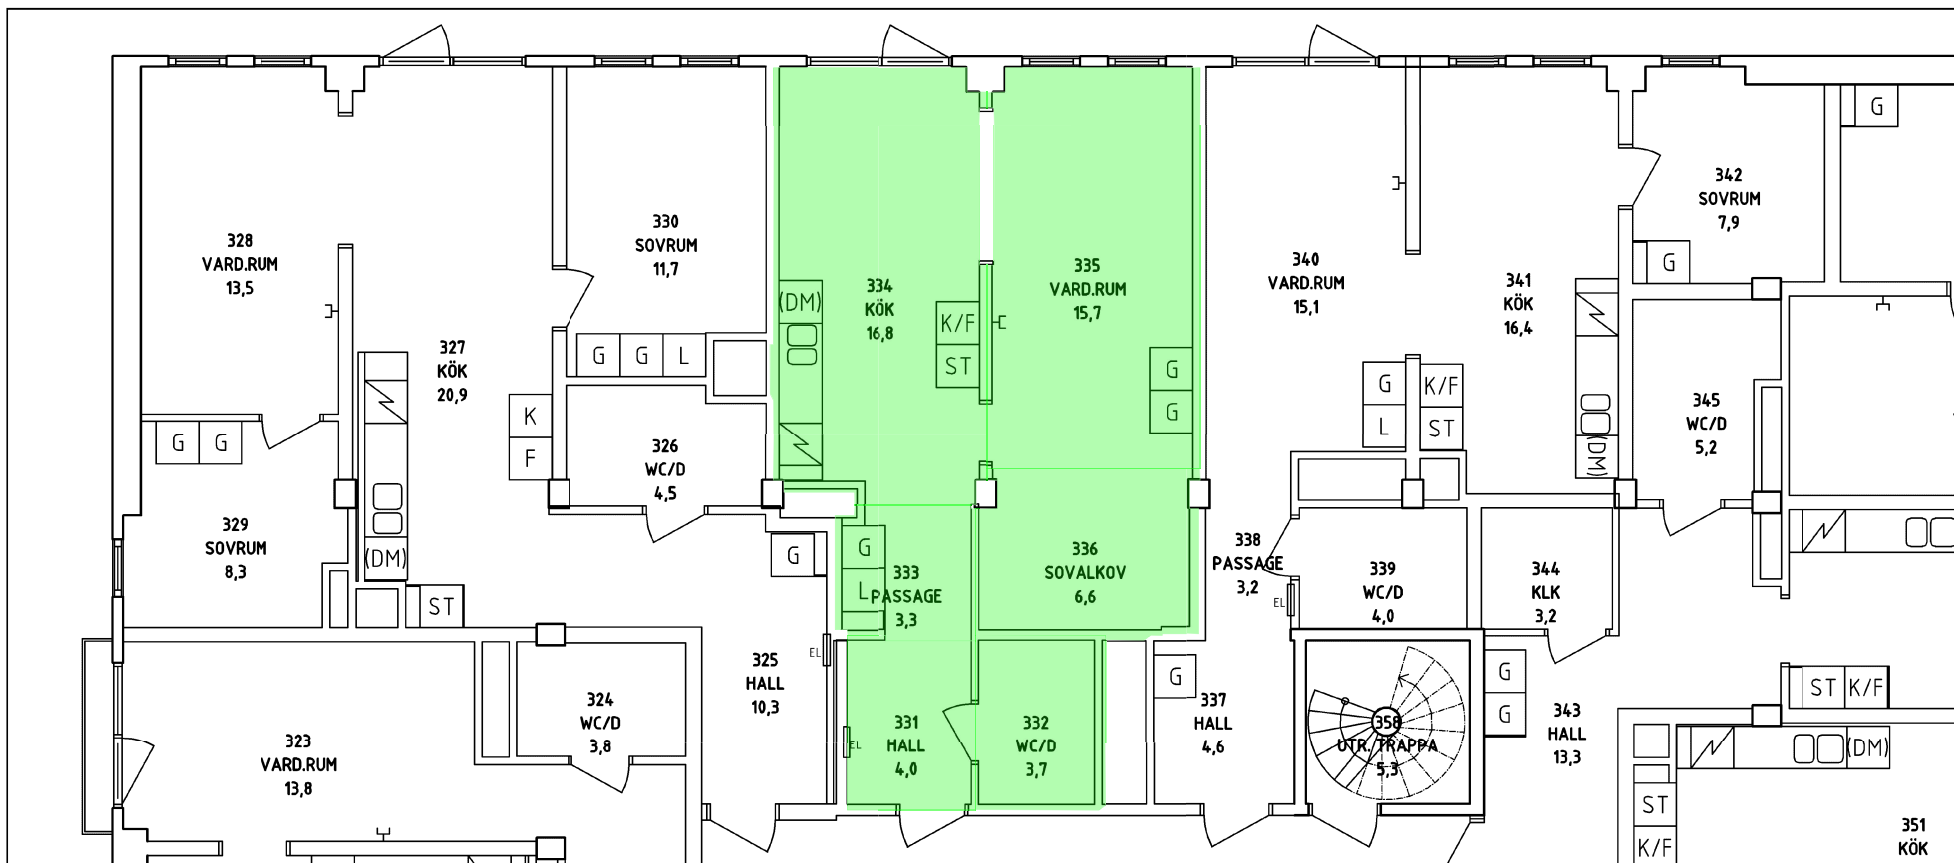 G
342
SOVRUM
7,9
330
SOVRUM
11,7
328
VARD.RUM
13,5
340
VARD.RUM
15,1
335
VARD.RUM
15,7
G
334
KÖK
16,8
(DM)
341
KÖK
16,4
K/F
ST
G G L
327
KÖK
20,9
G
G
G
L
K/F
ST
K
F
345
WC/D
5,2
326
WC/D
4,5
G G
(DM)
329
SOVRUM
8,3
(DM)
ST
G
G
L
333
PASSAGE
3,3
336
SOVALKOV
6,6
338
PASSAGE
3,2
EL
339
WC/D
4,0
344
KLK
3,2
EL
325
HALL
10,3
324
WC/D
3,8
323
VARD.RUM
13,8
EL
331
HALL
4,0
332
WC/D
3,7
G
337
HALL
4,6
358
UTR. TRAPPA
5,3
G
G
343
HALL
13,3
ST K/F
(DM)
ST
K/F
351
KÖK